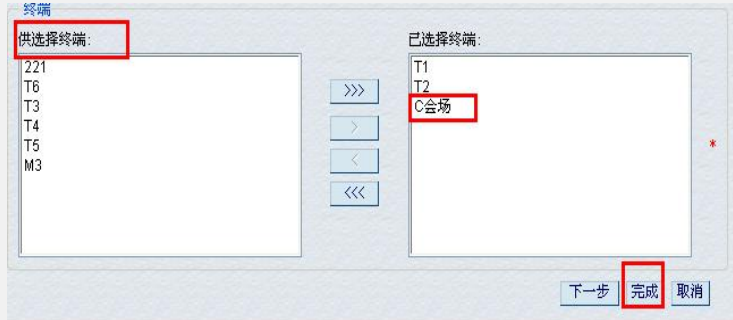 终端
供选择终端:
已选择终端:
221
T6
T3
T4
T5
M3
>>>
>
<
<<<
T1
T2
C会场
*
下一步 完成 取消